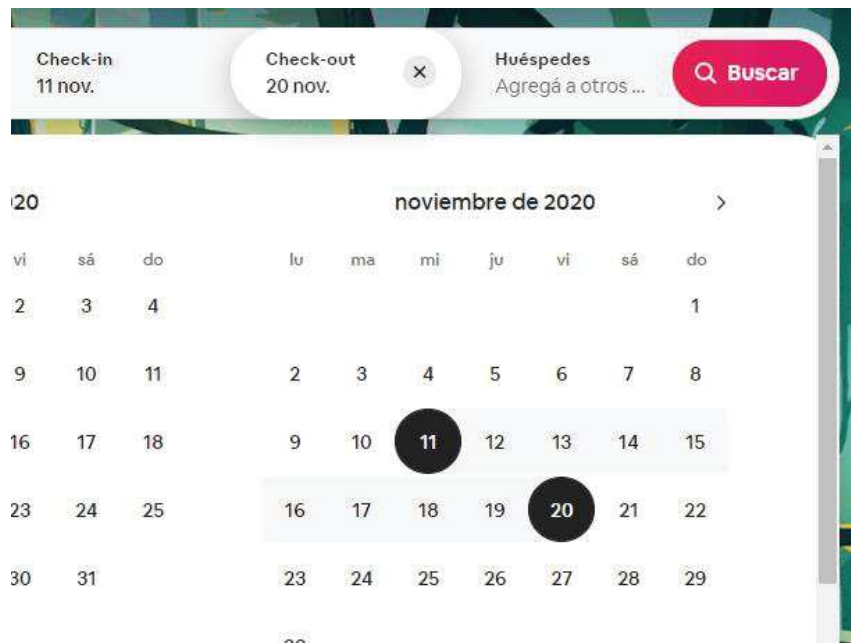 Check-in
11 nov.
Check-out
20 nov.
Huéspedes
Agregá a otros ...
Buscar
noviembre de 2020
vi sá do
2 3 4
9 10 11
16 17 18
23 24 25
30 31
lu ma mi ju vi sá do
1
2 3 4 5 6 7 8
9 10 11 12 13 14 15
16 17 18 19 20 21 22
23 24 25 26 27 28 29